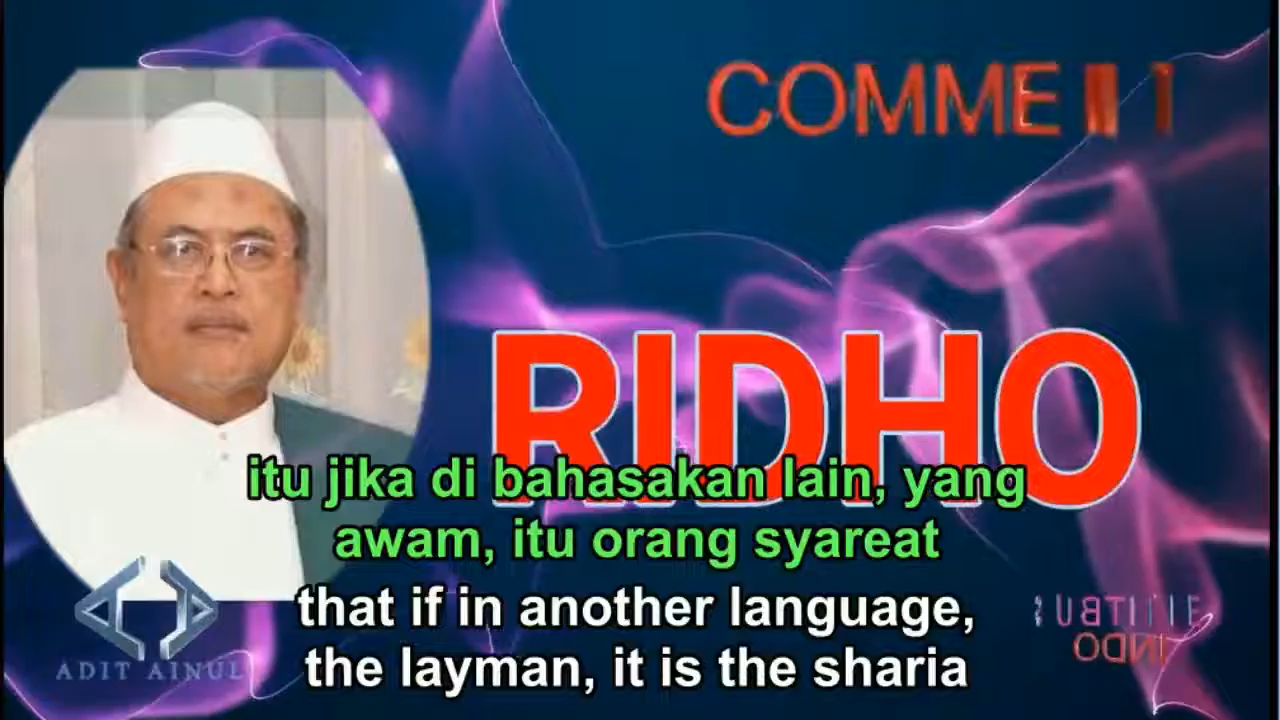 RIDHO
itu jika di bahasakan lain, yang
awam, itu orang syareat
that if in another language,
the layman, it is the sharia
ADIT AINUL